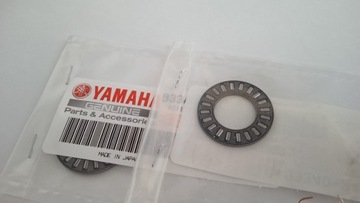 YAMAHA
GENUINE
Parts & Accessories
MADE IN JAPAN